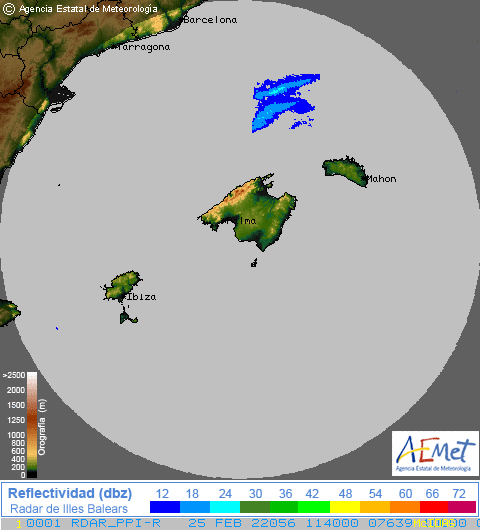 © Agencia Estatal de Meteorología
Barcelona
Tarragona
Mahon
lma
Ibiza
>2500
2000
1500
1000
800
600
400
200
0
Orografía (m)
AEMet
Agencia Estatal de Meteorología
Reflectividad (dbz)
Radar de Illes Balears
12 18 24 30 36 42 48 54 60 66 72
1 0001 RDAR_PPI-R 25 FEB 22056 114000 07639